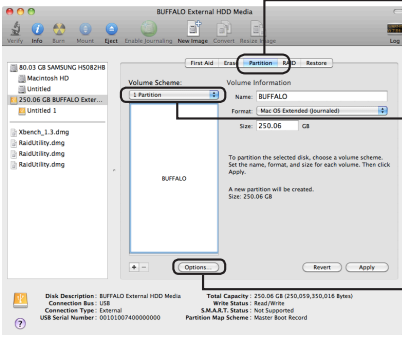 BUFFALO External HDD Media
Verify Info Burn Mount Eject Enable Journaling New Image Convert Resize Image Log
First Aid Erase Partition RAID Restore
80.03 GB SAMSUNG HS082HB
Macintosh HD
Untitled
250.06 GB BUFFALO Exter...
Untitled 1
Xbench_1.3.dmg
RaidUtility.dmg
RaidUtility.dmg
RaidUtility.dmg
Volume Scheme:
1 Partition
BUFFALO
+ −
Options...
Volume Information
Name: BUFFALO
Format: Mac OS Extended (Journaled)
Size: 250.06 GB
To partition the selected disk, choose a volume scheme.
Set the name, format, and size for each volume. Then click
Apply.
A new partition will be created.
Size: 250.06 GB
Revert Apply
Disk Description : BUFFALO External HDD Media
Connection Bus : USB
Connection Type : External
USB Serial Number : 00101007400000000
Total Capacity : 250.06 GB (250,059,350,016 Bytes)
Write Status : Read/Write
S.M.A.R.T. Status : Not Supported
Partition Map Scheme : Master Boot Record
?